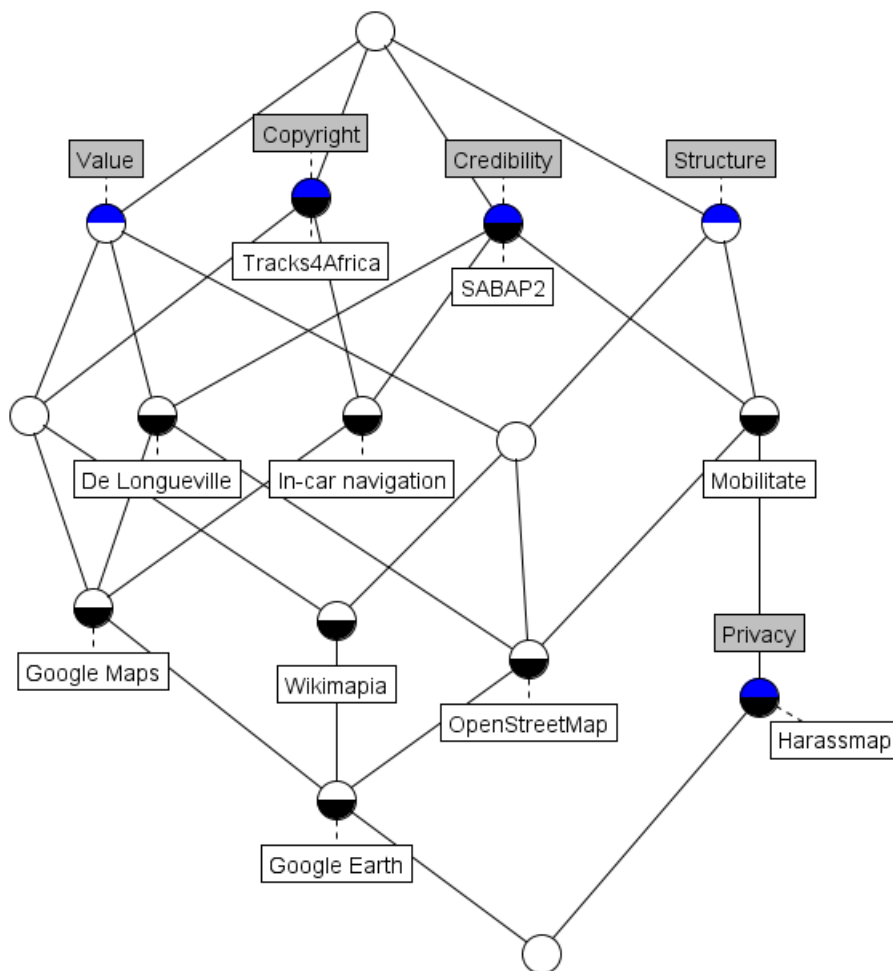 Copyright
Value
Credibility
Structure
Tracks4Africa
SABAP2
De Longueville
In-car navigation
Mobilitate
Privacy
Google Maps
Wikimapia
OpenStreetMap
Harassmap
Google Earth